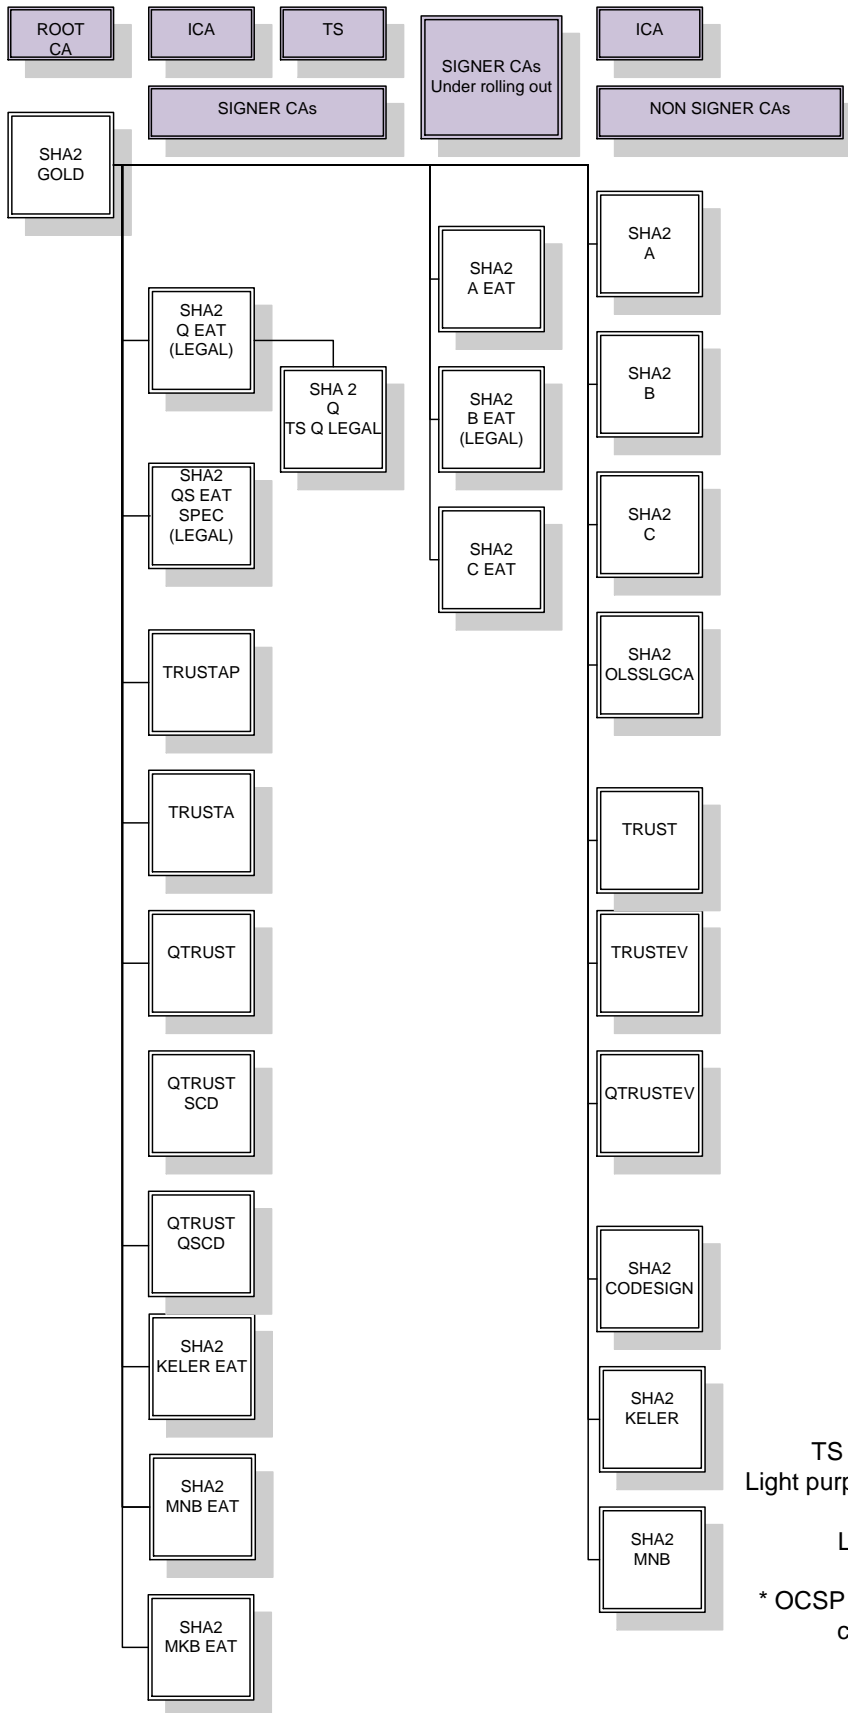 ROOT
CA
ICA
TS
SIGNER CAs
Under rolling out
ICA
SIGNER CAs
NON SIGNER CAs
SHA2
GOLD
SHA2
Q EAT
(LEGAL)
SHA 2
Q
TS Q LEGAL
SHA2
QS EAT
SPEC
(LEGAL)
TRUSTAP
TRUSTA
QTRUST
QTRUST
SCD
QTRUST
QSCD
SHA2
KELER EAT
SHA2
MNB EAT
SHA2
MKB EAT
SHA2
A EAT
SHA2
B EAT
(LEGAL)
SHA2
C EAT
SHA2
A
SHA2
B
SHA2
C
SHA2
OLSSLGCA
TRUST
TRUSTEV
QTRUSTEV
SHA2
CODESIGN
SHA2
KELER
SHA2
MNB
TS
Light
* OCSP